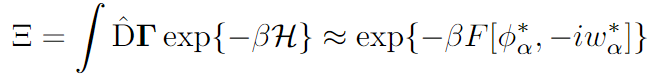 Ξ = ∫ D̂Γ exp{−βℋ} ≈ exp{−βF[ϕ*_α, −iw*_α]}